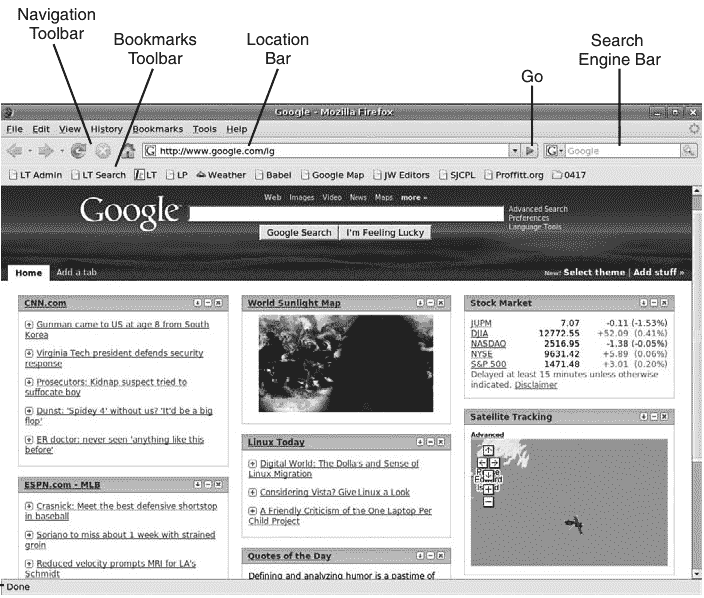 Navigation
Toolbar
Bookmarks
Toolbar
Location
Bar
Go
Search
Engine Bar
Google - Mozilla Firefox
File Edit View History Bookmarks Tools Help
G http://www.google.com/ig
G Google
LT Admin LT Search LT LP Weather Babel Google Map JW Editors SJCPL Proffitt.org 0417
Web Images Video News Maps more »
Google
Advanced Search
Preferences
Language Tools
Google Search I'm Feeling Lucky
Home Add a tab
New! Select theme | Add stuff »
CNN.com
Gunman came to US at age 8 from South
Korea
Virginia Tech president defends security
response
Prosecutors: Kidnap suspect tried to
suffocate boy
Dunst: 'Spidey 4' without us? 'It'd be a big
flop'
ER doctor: never seen 'anything like this
before'
ESPN.com - MLB
Crasnick: Meet the best defensive shortstop
in baseball
Soriano to miss about 1 week with strained
groin
Reduced velocity prompts MRI for LA's
Schmidt
World Sunlight Map
Linux Today
Digital World: The Dollars and Sense of
Linux Migration
Considering Vista? Give Linux a Look
A Friendly Criticism of the One Laptop Per
Child Project
Quotes of the Day
Defining and analyzing humor is a pastime of
Stock Market
JUPM 7.07 -0.11 (-1.53%)
DJIA 12772.55 +52.09 (0.41%)
NASDAQ 2516.95 -1.38 (-0.05%)
NYSE 9631.42 +5.89 (0.06%)
S&P 500 1471.48 +3.01 (0.20%)
Delayed at least 15 minutes unless otherwise
indicated. Disclaimer
Satellite Tracking
Advanced
Done